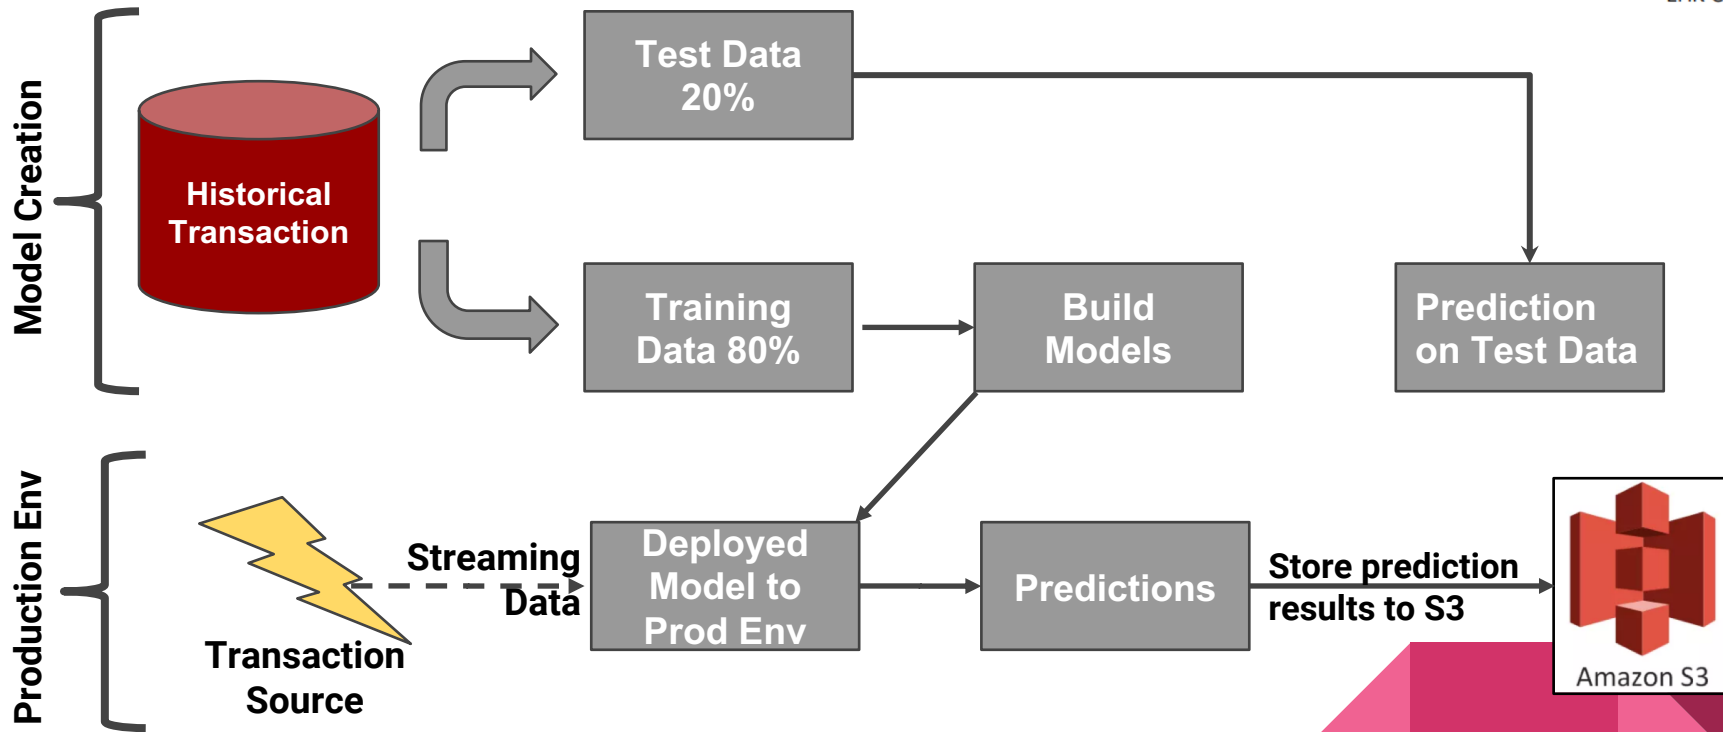 Model Creation
Historical
Transaction
Test Data
20%
Training
Data 80%
Build
Models
Prediction
on Test Data
Production Env
Transaction
Source
Streaming
Data
Deployed
Model to
Prod Env
Predictions
Store prediction
results to S3
Amazon S3